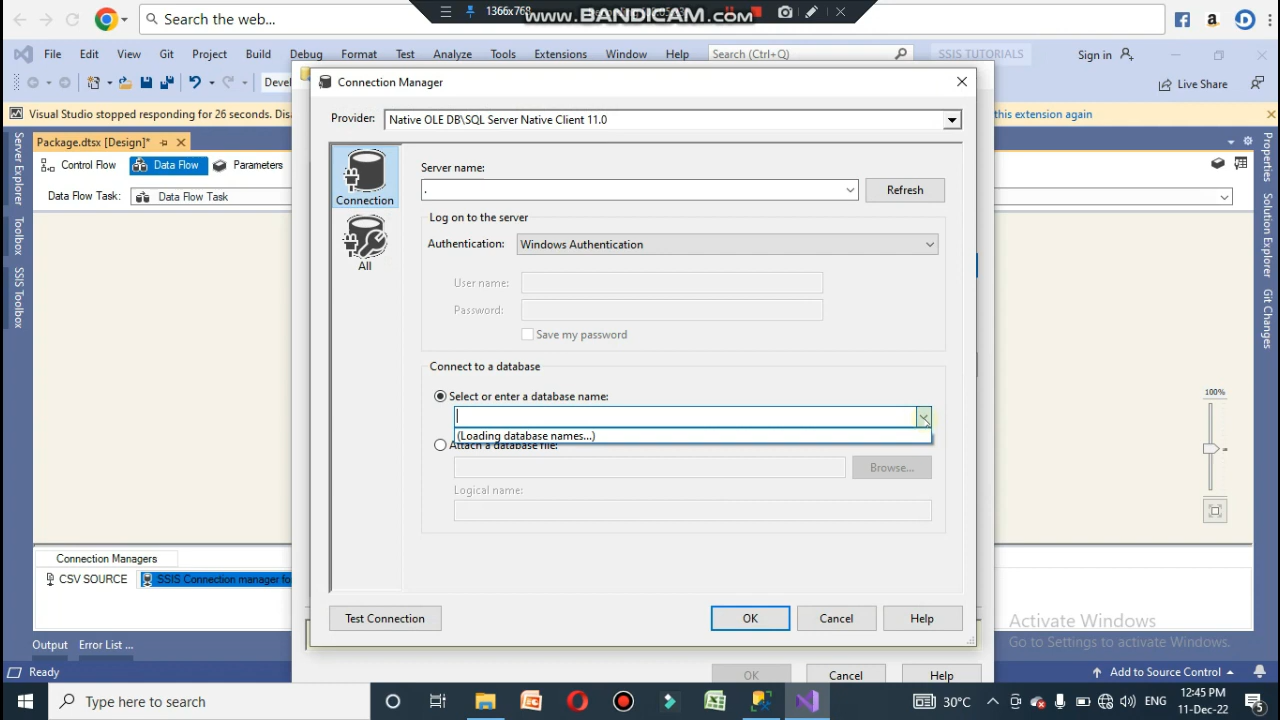 Search the web.
1366x768
www.BANDICAM.com
File Edit View Git Project Build Debug Format Test Analyze Tools Extensions Window Help Search (Ctrl+Q) SSIS TUTORIALS Sign in
Devel
Live Share
Visual Studio stopped responding for 26 seconds. Disa
this extension again
Connection Manager
Package.dtsx [Design]*
Control Flow Data Flow Parameters
Data Flow Task: Data Flow Task
Server Explorer
Toolbox
SSIS Toolbox
Provider: Native OLE DB\SQL Server Native Client 11.0
Connection
All
Server name:
.
Refresh
Log on to the server
Authentication: Windows Authentication
User name:
Password:
Save my password
Connect to a database
Select or enter a database name:
(Loading database names...)
Attach a database file:
Browse...
Logical name:
Test Connection OK Cancel Help
Properties
Solution Explorer
Git Changes
100%
Connection Managers
CSV SOURCE SSIS Connection manager fo
OK Cancel Help
Activate Windows
Go to Settings to activate Windows.
Output Error List ...
Ready
Add to Source Control
Type here to search
30°C
ENG
12:45 PM
11-Dec-22
5